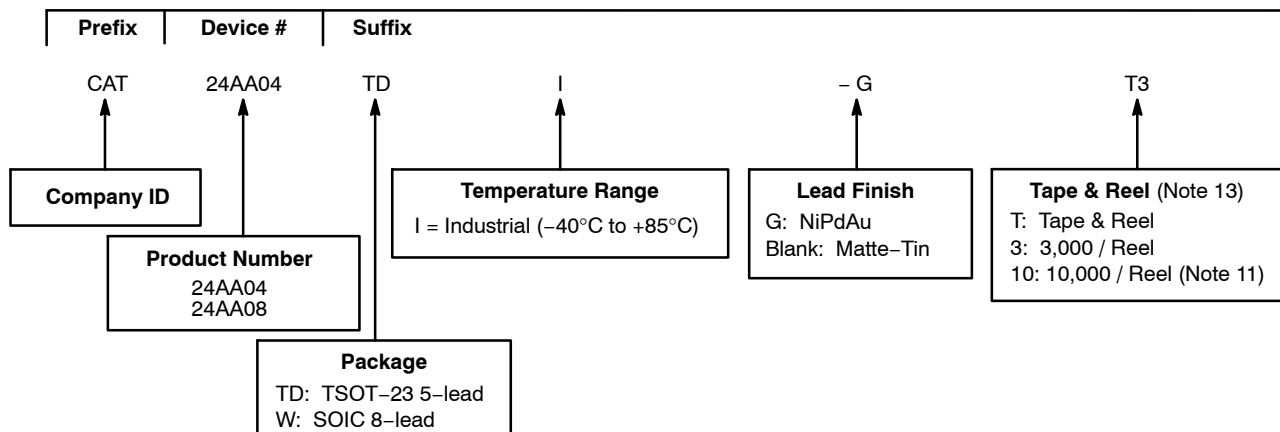 Prefix Device # Suffix
CAT 24AA04 TD I – G T3
Company ID
Product Number
24AA04
24AA08
Package
TD: TSOT−23 5−lead
W: SOIC 8−lead
Temperature Range
I = Industrial (−40°C to +85°C)
Lead Finish
G: NiPdAu
Blank: Matte−Tin
Tape & Reel (Note 13)
T: Tape & Reel
3: 3,000 / Reel
10: 10,000 / Reel (Note 11)